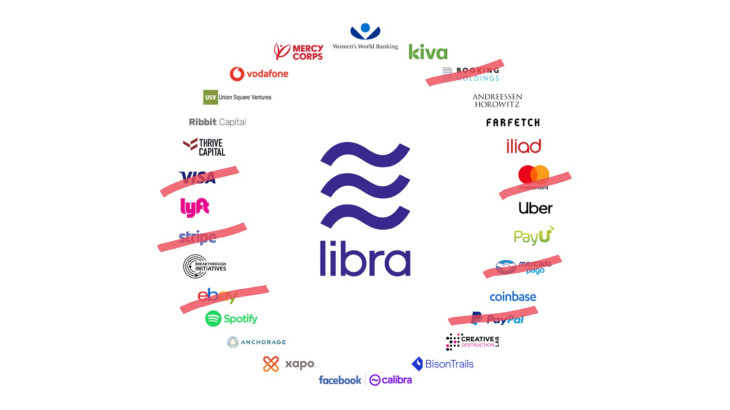 Women's World Banking
MERCY
CORPS
kiva
vodafone
BOOKING
HOLDINGS
USV Union Square Ventures
ANDREESSEN
HOROWITZ
Ribbit Capital
FARFETCH
THRIVE
CAPITAL
iliad
VISA
mastercard
lyft
Uber
stripe
PayU
BREAKTHROUGH
INITIATIVES
mercado
pago
ebay
coinbase
Spotify
PayPal
ANCHORAGE
CREATIVE
DESTRUCTION
LAB
xapo
BisonTrails
facebook calibra
libra